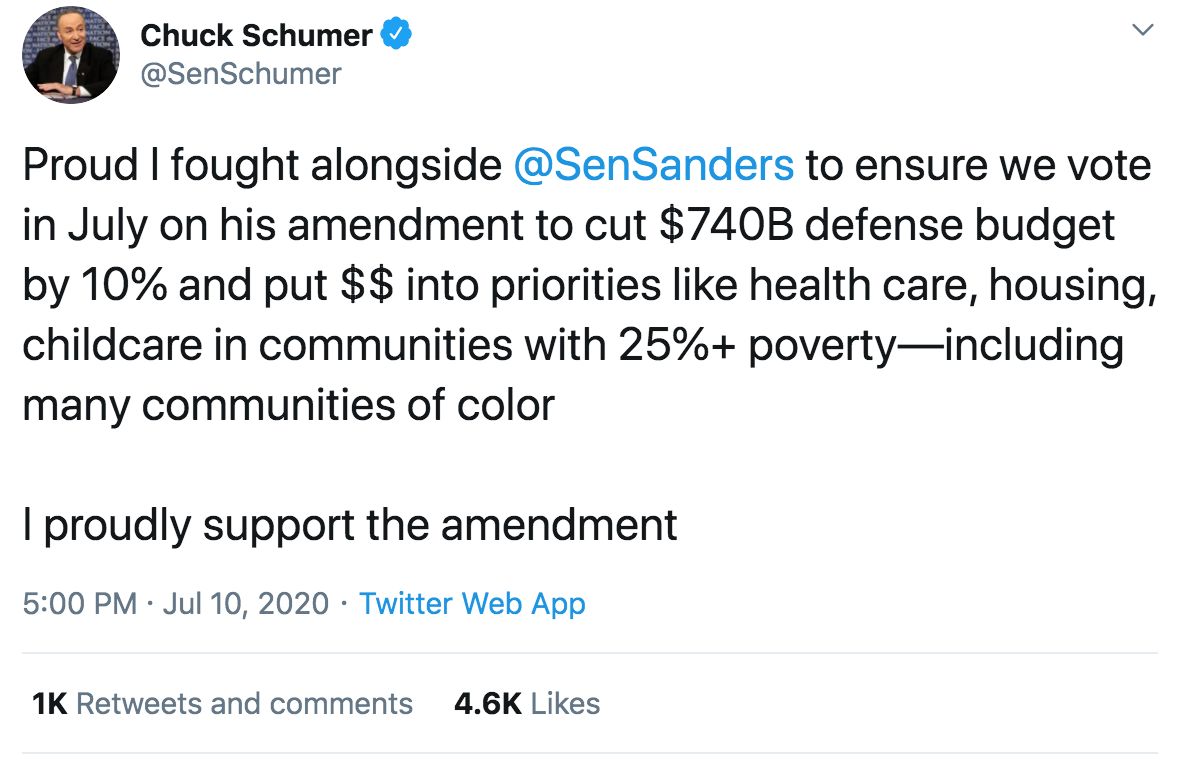 Chuck Schumer
@SenSchumer
Proud I fought alongside @SenSanders to ensure we vote
in July on his amendment to cut $740B defense budget
by 10% and put $$ into priorities like health care, housing,
childcare in communities with 25%+ poverty—including
many communities of color
I proudly support the amendment
5:00 PM · Jul 10, 2020 · Twitter Web App
1K Retweets and comments 4.6K Likes